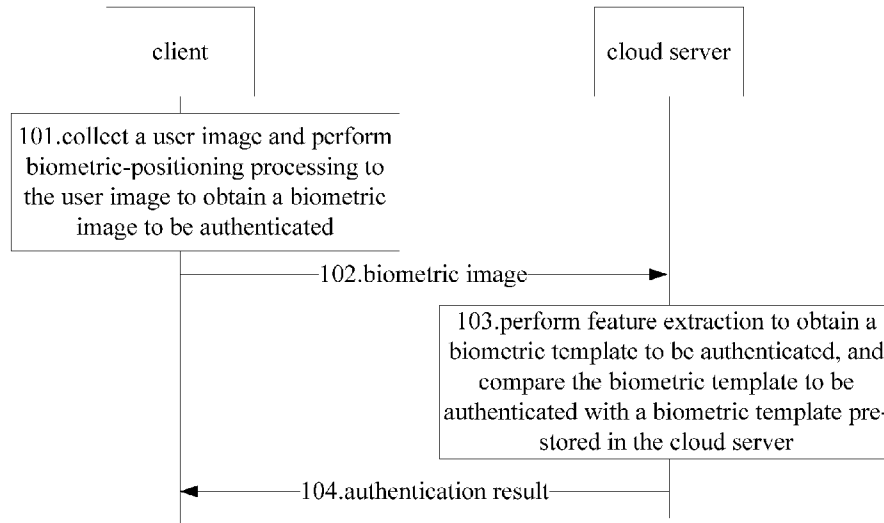 client
cloud server
101.collect a user image and perform
biometric-positioning processing to
the user image to obtain a biometric
image to be authenticated
102.biometric image
103.perform feature extraction to obtain a
biometric template to be authenticated, and
compare the biometric template to be
authenticated with a biometric template pre-
stored in the cloud server
104.authentication result